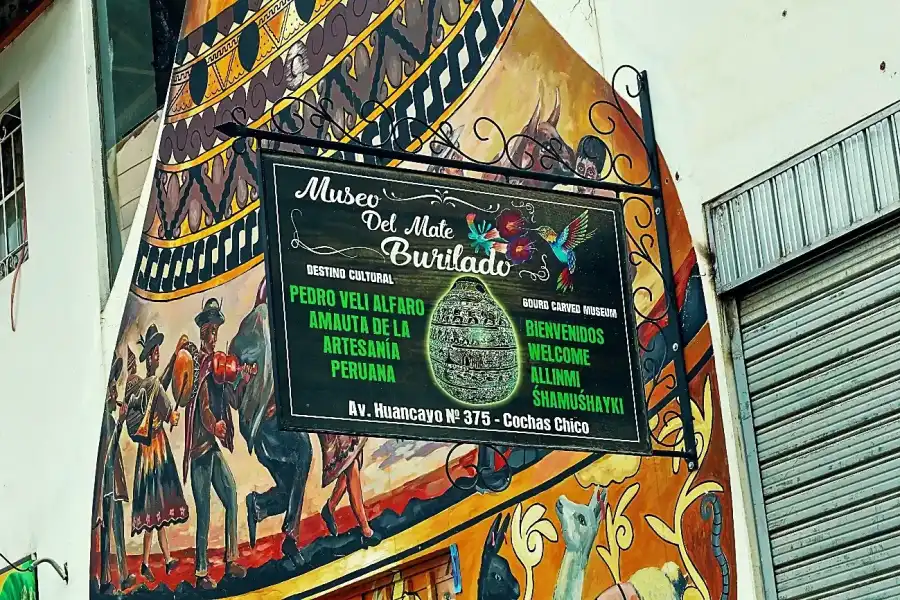 Museo
Del Mate
Burilado
DESTINO CULTURAL
PEDRO VELI ALFARO
AMAUTA DE LA
ARTESANÍA
PERUANA
GOURD CARVED MUSEUM
BIENVENIDOS
WELCOME
ALLINMI
ŚHAMUŚHAYKI
Av. Huancayo Nº 375 - Cochas Chico